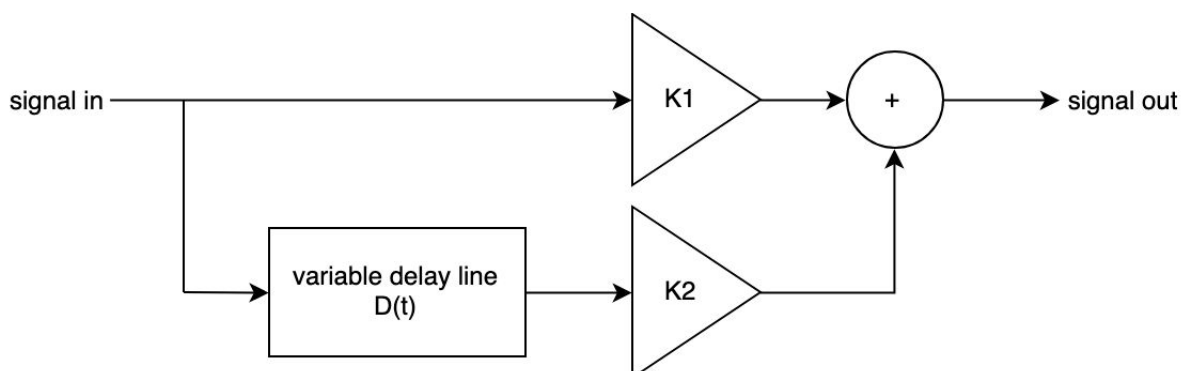 signal in
K1
+
signal out
variable delay line
D(t)
K2